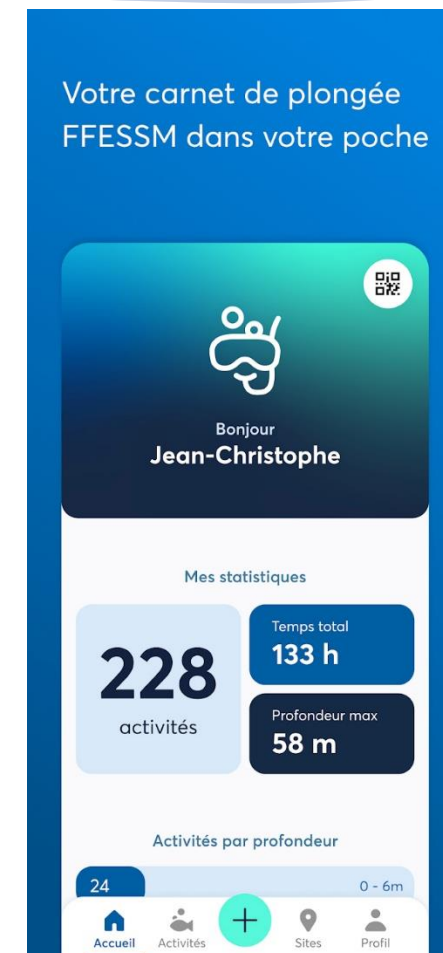 Votre carnet de plongée
FFESSM dans votre poche
Bonjour
Jean-Christophe
Mes statistiques
228
activités
Temps total
133 h
Profondeur max
58 m
Activités par profondeur
24
0 - 6m
Accueil
Activités
+
Sites
Profil